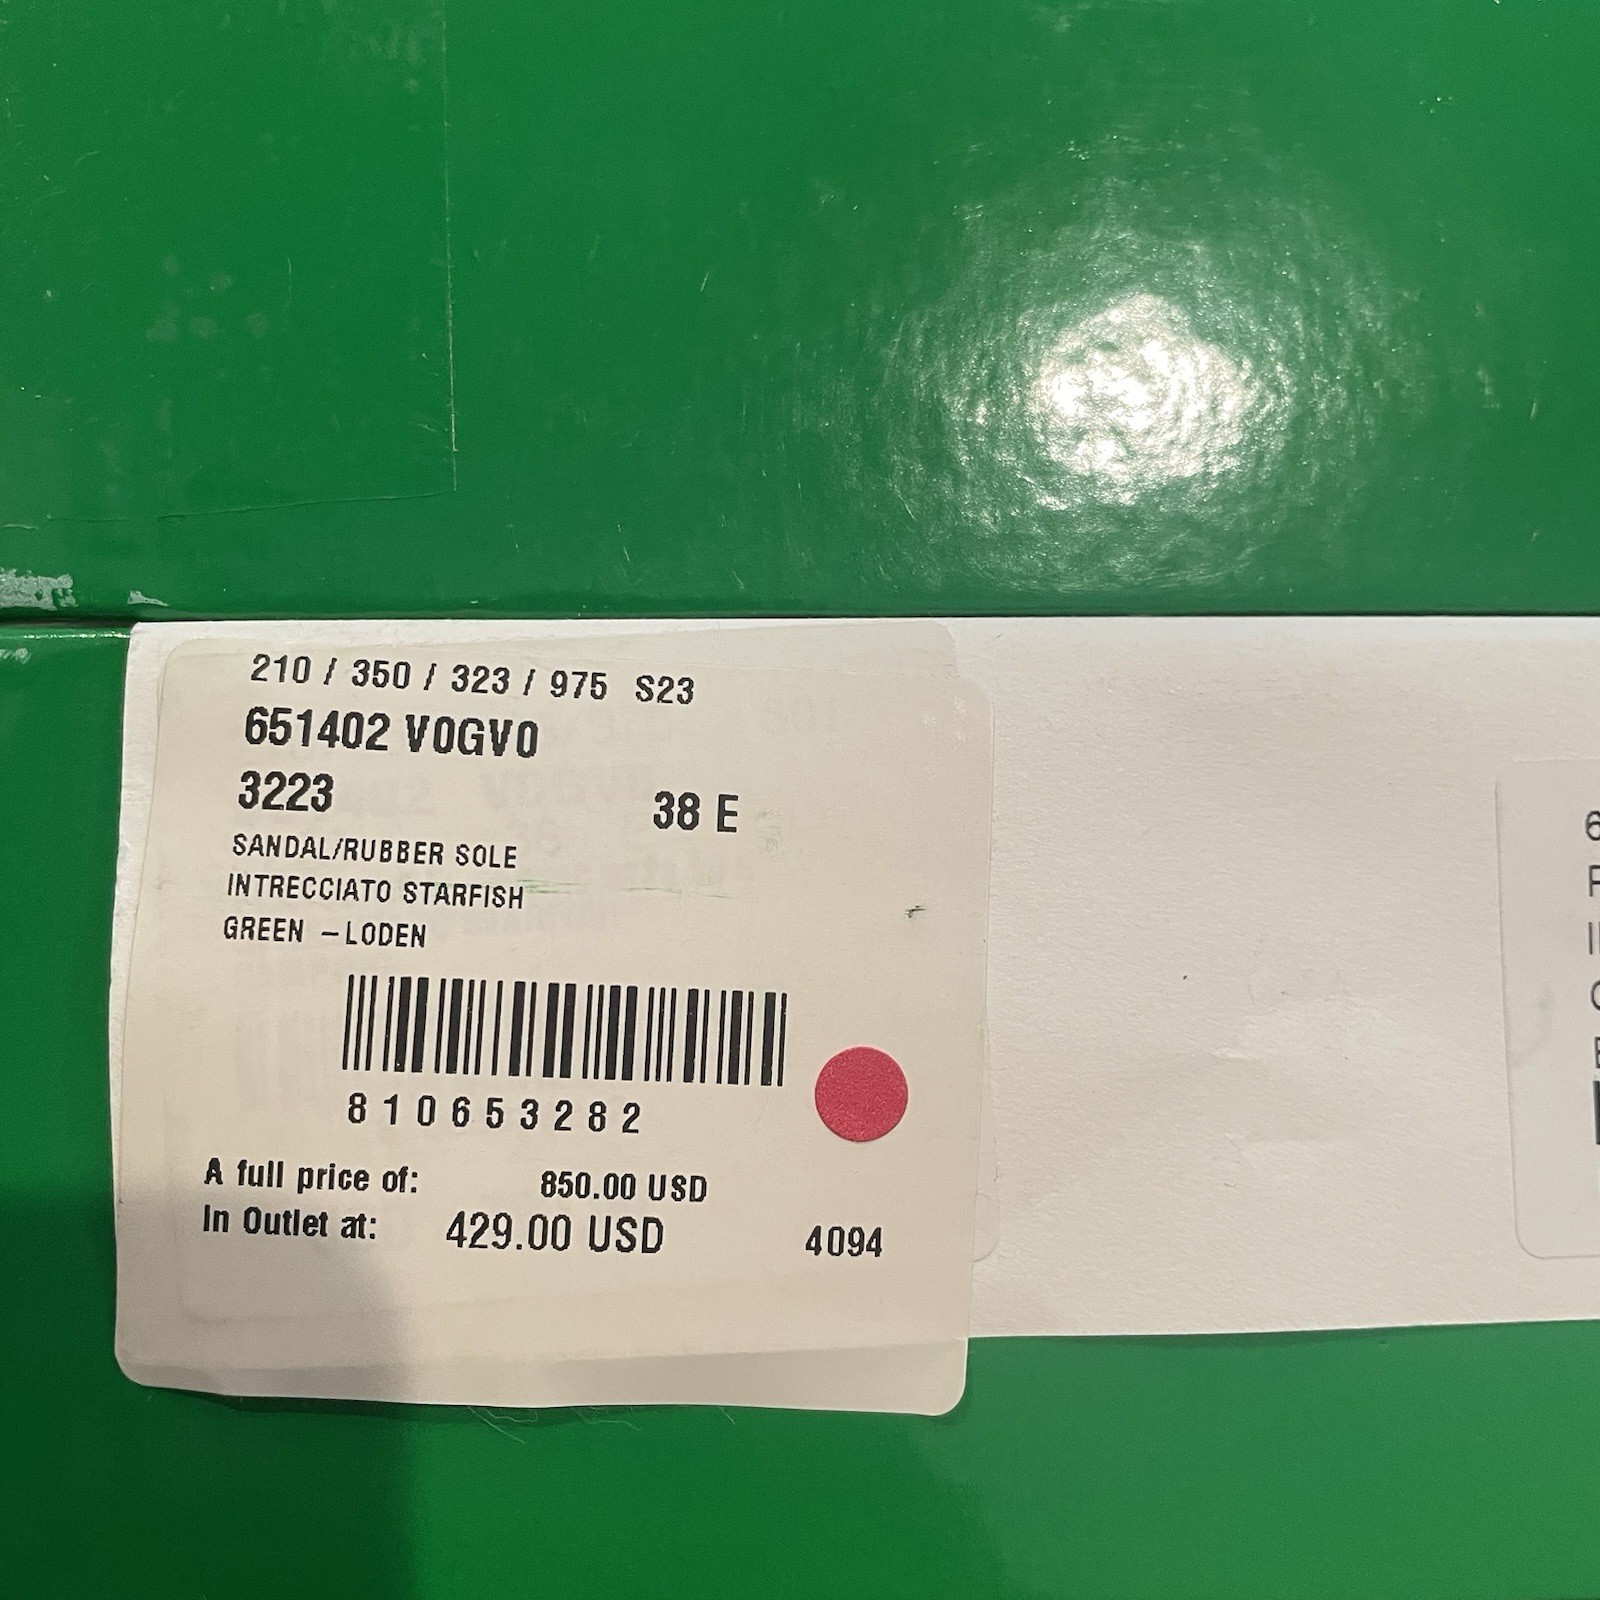 210 / 350 / 323 / 975 S23
651402 V0GV0
3223 38 E
SANDAL/RUBBER SOLE
INTRECCIATO STARFISH
GREEN –LODEN
810653282
A full price of: 850.00 USD
In Outlet at: 429.00 USD 4094